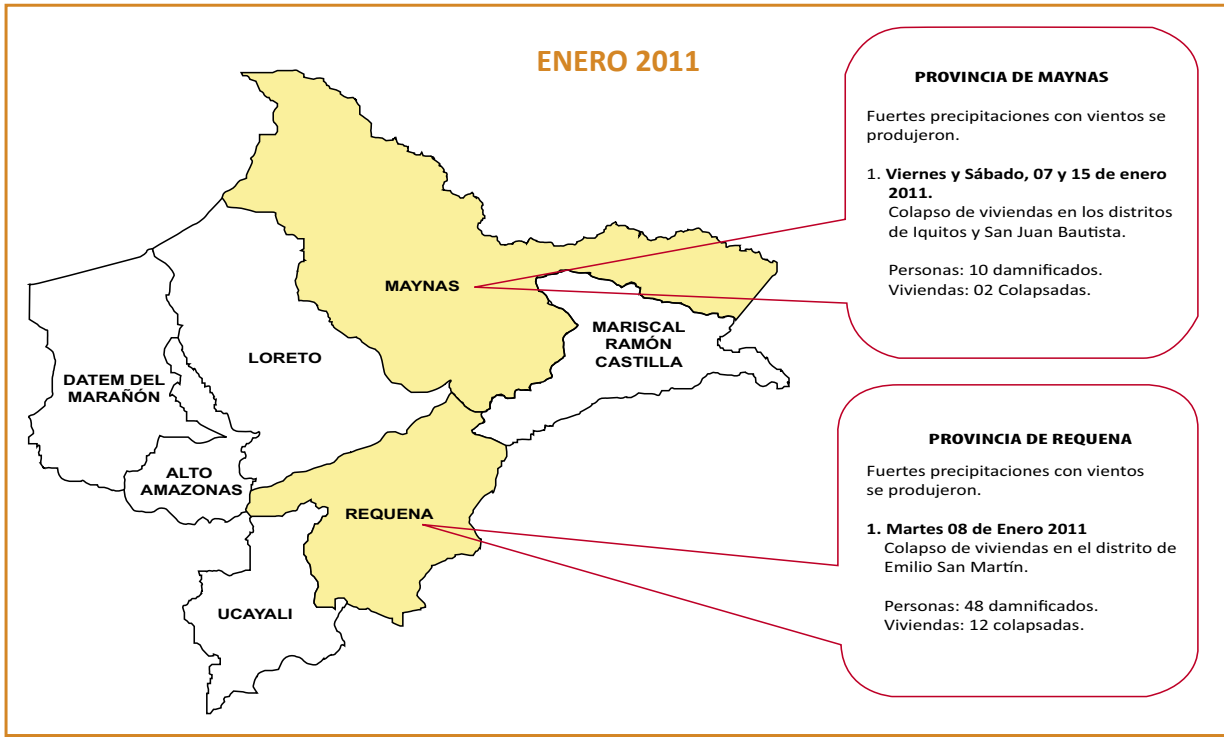 ENERO 2011
PROVINCIA DE MAYNAS
Fuertes precipitaciones con vientos se
produjeron.
1. Viernes y Sábado, 07 y 15 de enero
2011.
Colapso de viviendas en los distritos
de Iquitos y San Juan Bautista.
Personas: 10 damnificados.
Viviendas: 02 Colapsadas.
MAYNAS
MARISCAL
RAMÓN
CASTILLA
LORETO
DATEM DEL
MARAÑÓN
ALTO
AMAZONAS
REQUENA
UCAYALI
PROVINCIA DE REQUENA
Fuertes precipitaciones con vientos
se produjeron.
1. Martes 08 de Enero 2011
Colapso de viviendas en el distrito de
Emilio San Martín.
Personas: 48 damnificados.
Viviendas: 12 colapsadas.